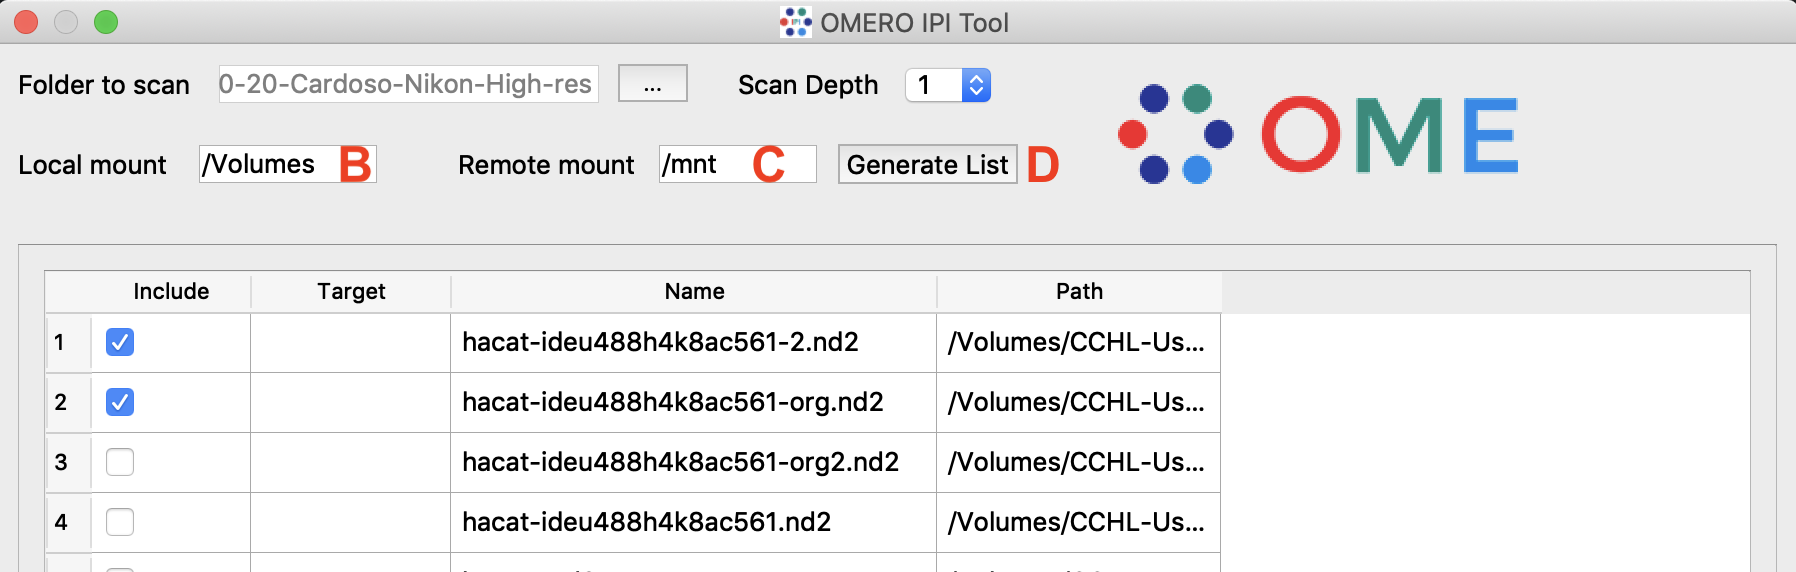 OMERO IPI Tool
Folder to scan 0-20-Cardoso-Nikon-High-res ... Scan Depth 1
OME
Local mount /Volumes B Remote mount /mnt C Generate List D
Include Target Name Path
1 hacat-ideu488h4k8ac561-2.nd2 /Volumes/CCHL-Us...
2 hacat-ideu488h4k8ac561-org.nd2 /Volumes/CCHL-Us...
3 hacat-ideu488h4k8ac561-org2.nd2 /Volumes/CCHL-Us...
4 hacat-ideu488h4k8ac561.nd2 /Volumes/CCHL-Us...